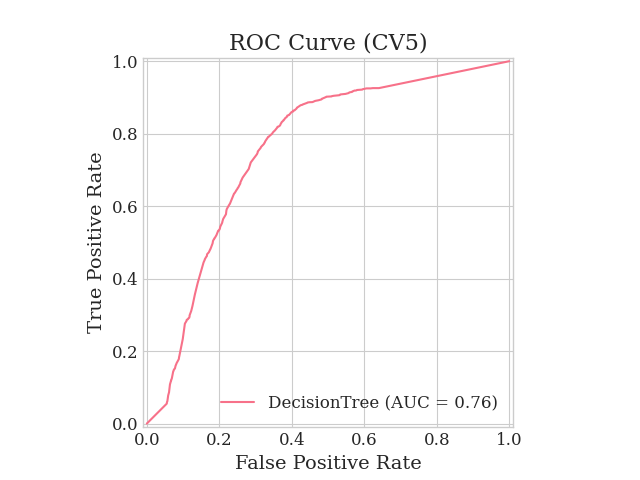 ROC Curve (CV5)
1.0
0.8
0.6
0.4
0.2
0.0
True Positive Rate
DecisionTree (AUC = 0.76)
0.0 0.2 0.4 0.6 0.8 1.0
False Positive Rate